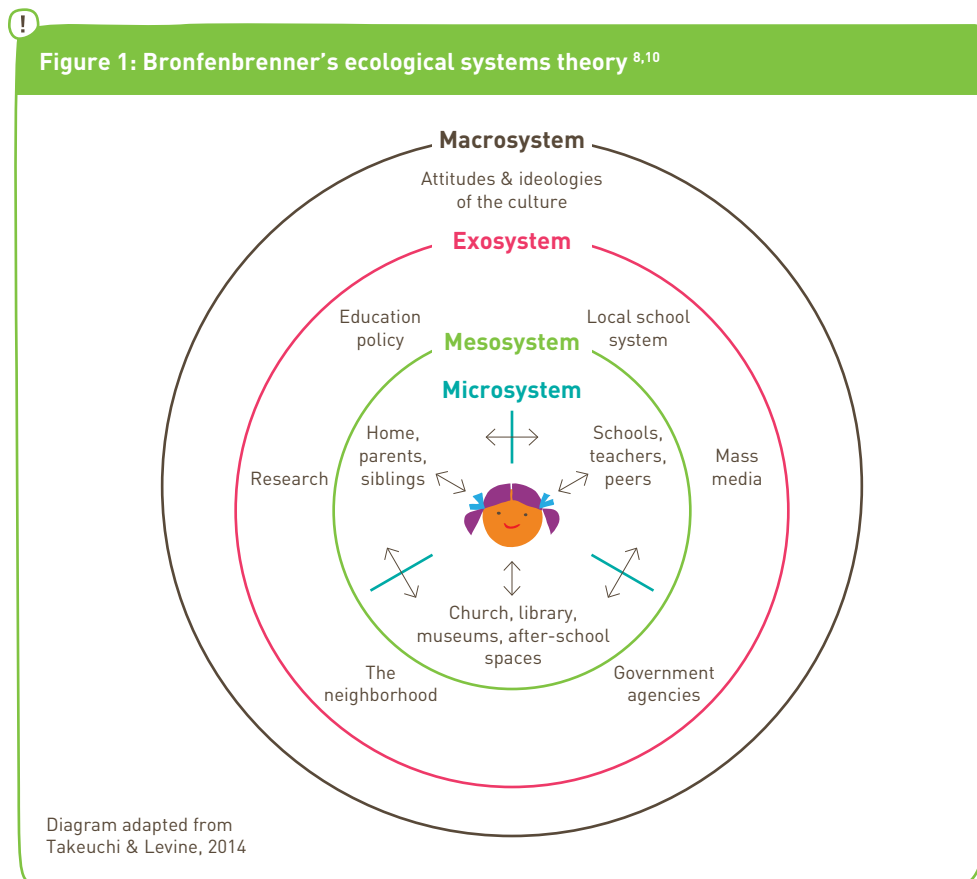 !
Figure 1: Bronfenbrenner's ecological systems theory 8,10
Macrosystem
Attitudes & ideologies
of the culture
Exosystem
Education
policy
Local school
system
Mesosystem
Microsystem
Home,
parents,
siblings
Schools,
teachers,
peers
Research
Mass
media
Church, library,
museums, after-school
spaces
The
neighborhood
Government
agencies
Diagram adapted from
Takeuchi & Levine, 2014